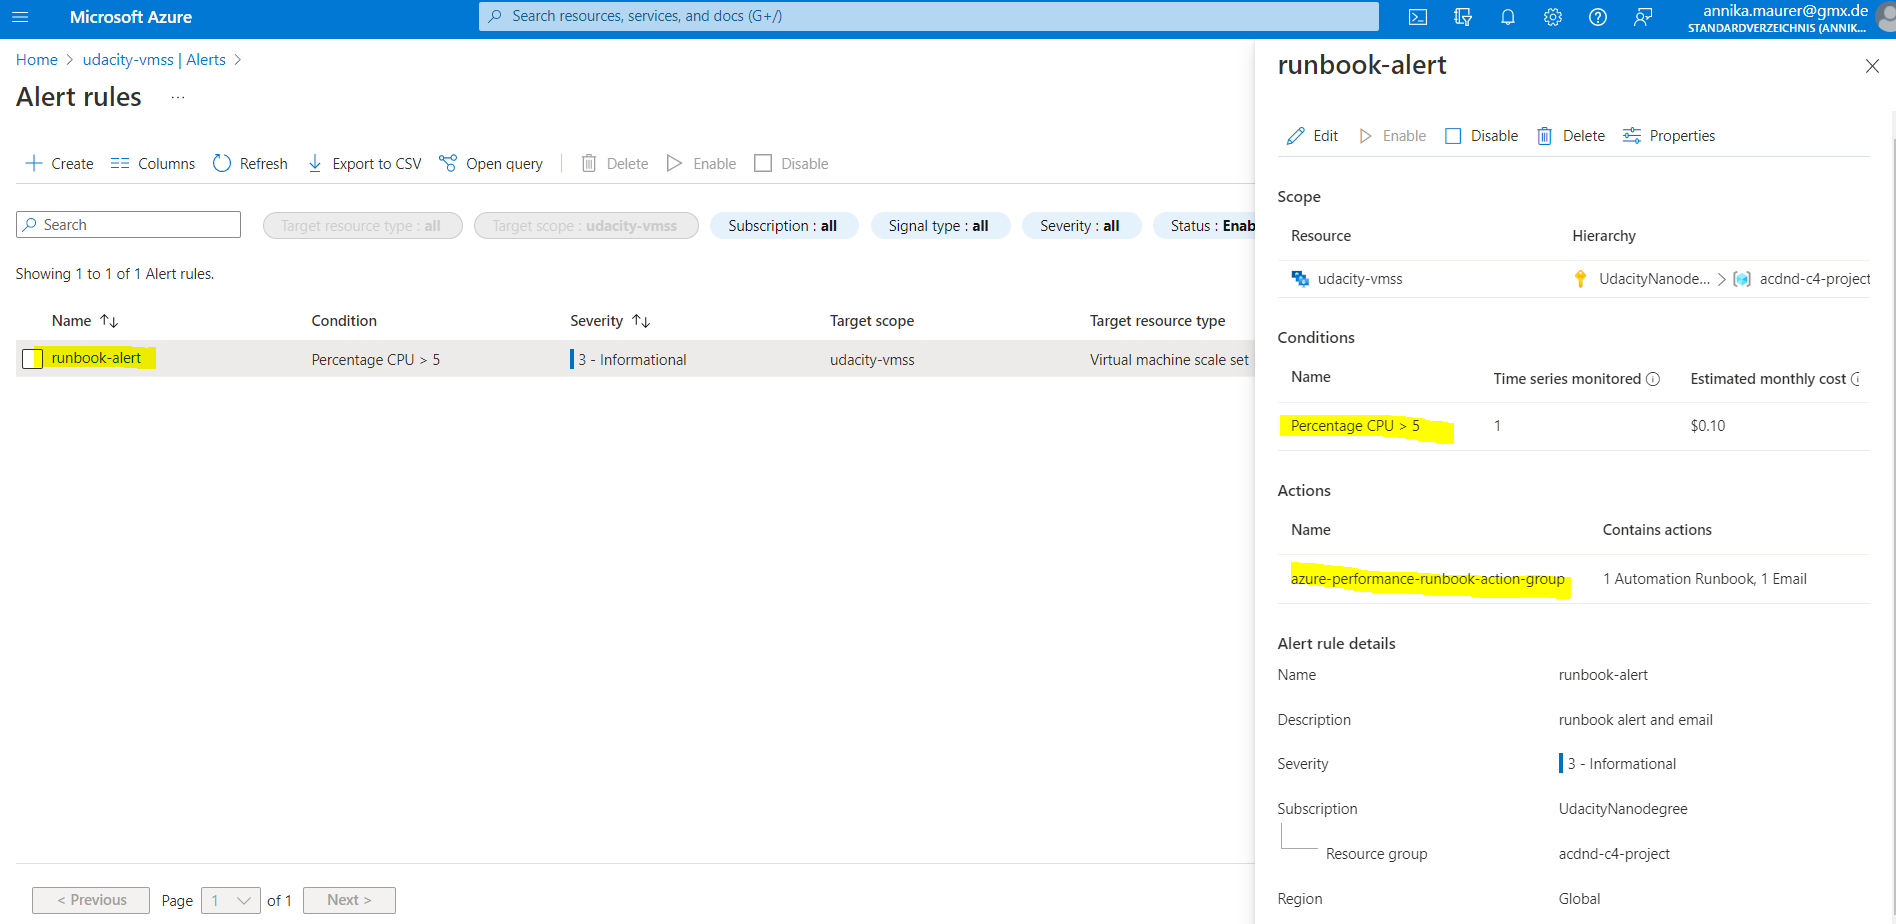 Microsoft Azure
Search resources, services, and docs (G+/)
annika.maurer@gmx.de
STANDARDVERZEICHNIS (ANNIK...
Home > udacity-vmss | Alerts >
Alert rules ...
Create Columns Refresh Export to CSV Open query Delete Enable Disable
Search
Target resource type : all
Target scope : udacity-vmss
Subscription : all
Signal type : all
Severity : all
Status : Enab
Showing 1 to 1 of 1 Alert rules.
Name Condition Severity Target scope Target resource type
runbook-alert Percentage CPU > 5 3 - Informational udacity-vmss Virtual machine scale set
< Previous Page 1 of 1 Next >
runbook-alert
Edit Enable Disable Delete Properties
Scope
Resource Hierarchy
udacity-vmss UdacityNanode... > acdnd-c4-project
Conditions
Name Time series monitored Estimated monthly cost
Percentage CPU > 5 1 $0.10
Actions
Name Contains actions
azure-performance-runbook-action-group 1 Automation Runbook, 1 Email
Alert rule details
Name runbook-alert
Description runbook alert and email
Severity 3 - Informational
Subscription UdacityNanodegree
Resource group acdnd-c4-project
Region Global